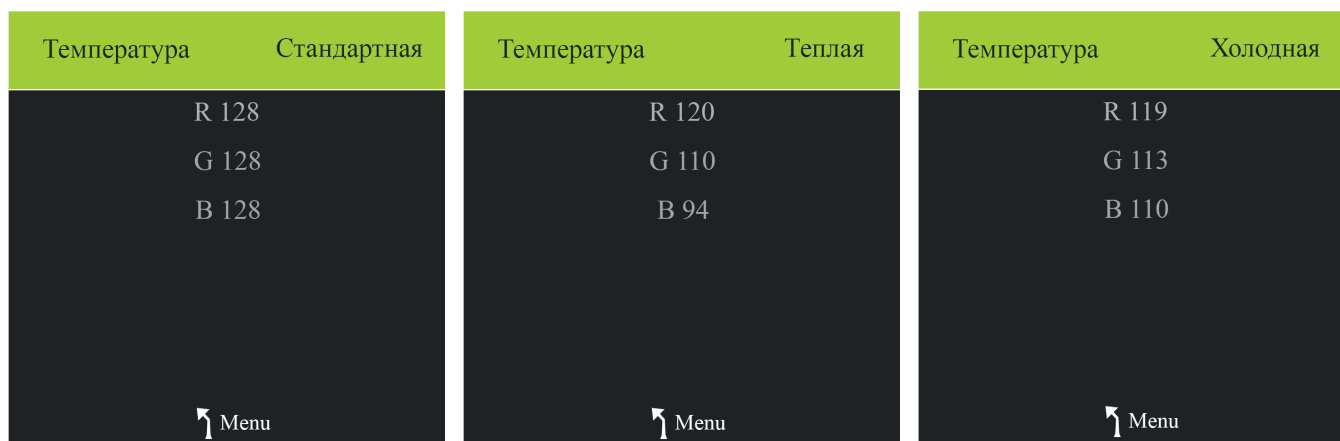 Температура Стандартная
R 128
G 128
B 128
Menu
Температура Теплая
R 120
G 110
B 94
Menu
Температура Холодная
R 119
G 113
B 110
Menu